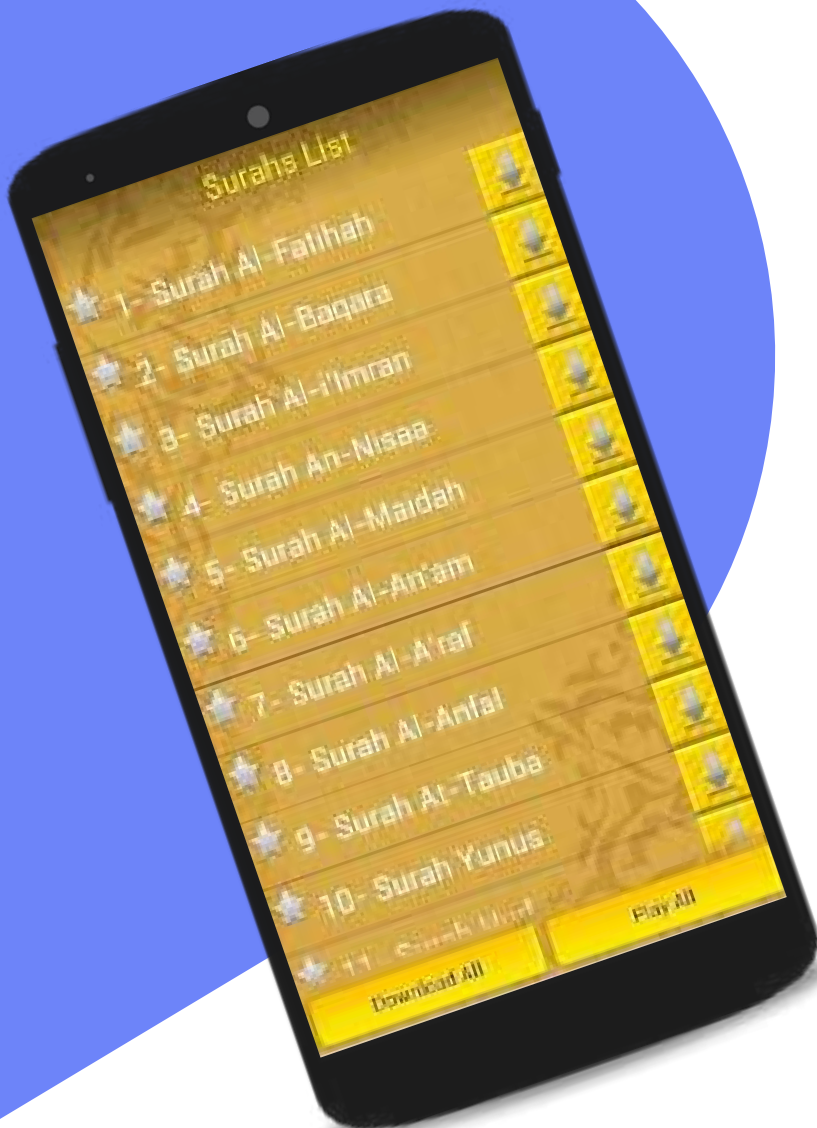 Surahs List
1- Surah Al-Fatihah
2- Surah Al-Baqara
3- Surah Al-i'Imran
4- Surah An-Nisaa
5- Surah Al-Maidah
6- Surah Al-An'am
7- Surah Al-A'raf
8- Surah Al-Anfal
9- Surah At-Tauba
10- Surah Yunus
11- Surah
Download All
Play All